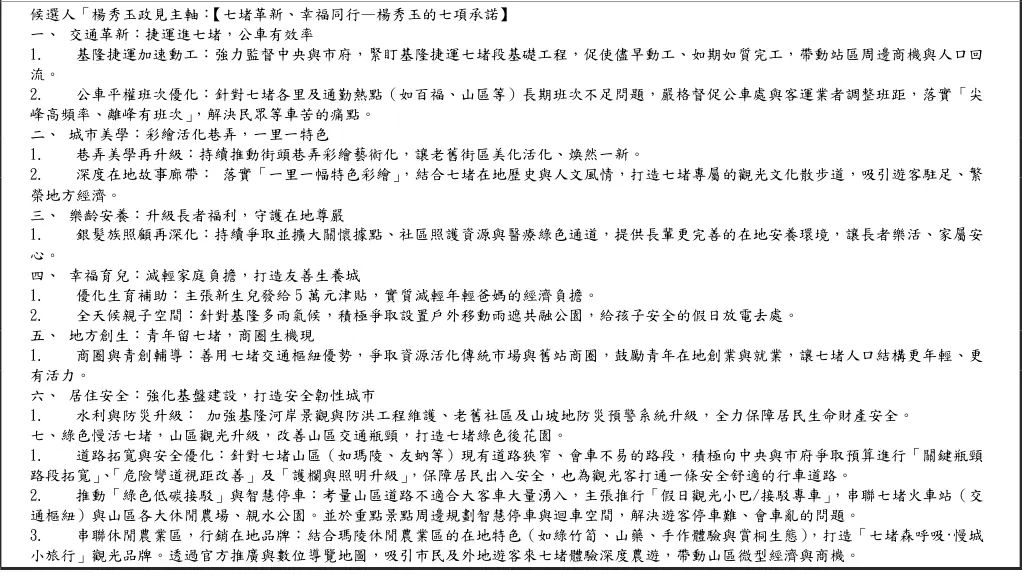 候選人「楊秀玉政見主軸：【七堵革新、幸福同行—楊秀玉的七項承諾】
一、 交通革新：捷運進七堵，公車有效率
1. 基隆捷運加速動工：強力監督中央與市府，緊盯基隆捷運七堵段基礎工程，促使儘早動工、如期如質完工，帶動站區周邊商機與人口回
流。
2. 公車平權班次優化：針對七堵各里及通勤熱點（如百福、山區等）長期班次不足問題，嚴格督促公車處與客運業者調整班距，落實「尖
峰高頻率、離峰有班次」，解決民眾等車苦的痛點。
二、 城市美學：彩繪活化巷弄，一里一特色
1. 巷弄美學再升級：持續推動街頭巷弄彩繪藝術化，讓老舊街區美化活化、煥然一新。
2. 深度在地故事廊帶： 落實「一里一幅特色彩繪」，結合七堵在地歷史與人文風情，打造七堵專屬的觀光文化散步道，吸引遊客駐足、繁
榮地方經濟。
三、 樂齡安養：升級長者福利，守護在地尊嚴
1. 銀髮族照顧再深化：持續爭取並擴大關懷據點、社區照護資源與醫療綠色通道，提供長輩更完善的在地安養環境，讓長者樂活、家屬安
心。
四、 幸福育兒：減輕家庭負擔，打造友善生養城
1. 優化生育補助：主張新生兒發給 5 萬元津貼，實質減輕年輕爸媽的經濟負擔。
2. 全天候親子空間：針對基隆多雨氣候，積極爭取設置戶外移動雨遮共融公園，給孩子安全的假日放電去處。
五、 地方創生：青年留七堵，商圈生機現
1. 商圈與青創輔導：善用七堵交通樞紐優勢，爭取資源活化傳統市場與舊站商圈，鼓勵青年在地創業與就業，讓七堵人口結構更年輕、更
有活力。
六、 居住安全：強化基盤建設，打造安全韌性城市
1. 水利與防災升級： 加強基隆河岸景觀與防洪工程維護、老舊社區及山坡地防災預警系統升級，全力保障居民生命財產安全。
七、綠色慢活七堵，山區觀光升級，改善山區交通瓶頸，打造七堵綠色後花園。
1. 道路拓寬與安全優化：針對七堵山區（如瑪陵、友蚋等）現有道路狹窄、會車不易的路段，積極向中央與市府爭取預算進行「關鍵瓶頸
路段拓寬」、「危險彎道視距改善」及「護欄與照明升級」，保障居民出入安全，也為觀光客打通一條安全舒適的行車道路。
2. 推動「綠色低碳接駁」與智慧停車：考量山區道路不適合大客車大量湧入，主張推行「假日觀光小巴/接駁專車」，串聯七堵火車站（交
通樞紐）與山區各大休閒農場、親水公園。並於重點景點周邊規劃智慧停車與迴車空間，解決遊客停車難、會車亂的問題。
3. 串聯休閒農業區，行銷在地品牌：結合瑪陵休閒農業區的在地特色（如綠竹筍、山藥、手作體驗與賞桐生態），打造「七堵森呼吸·慢城
小旅行」觀光品牌。透過官方推廣與數位導覽地圖，吸引市民及外地遊客來七堵體驗深度農遊，帶動山區微型經濟與商機。